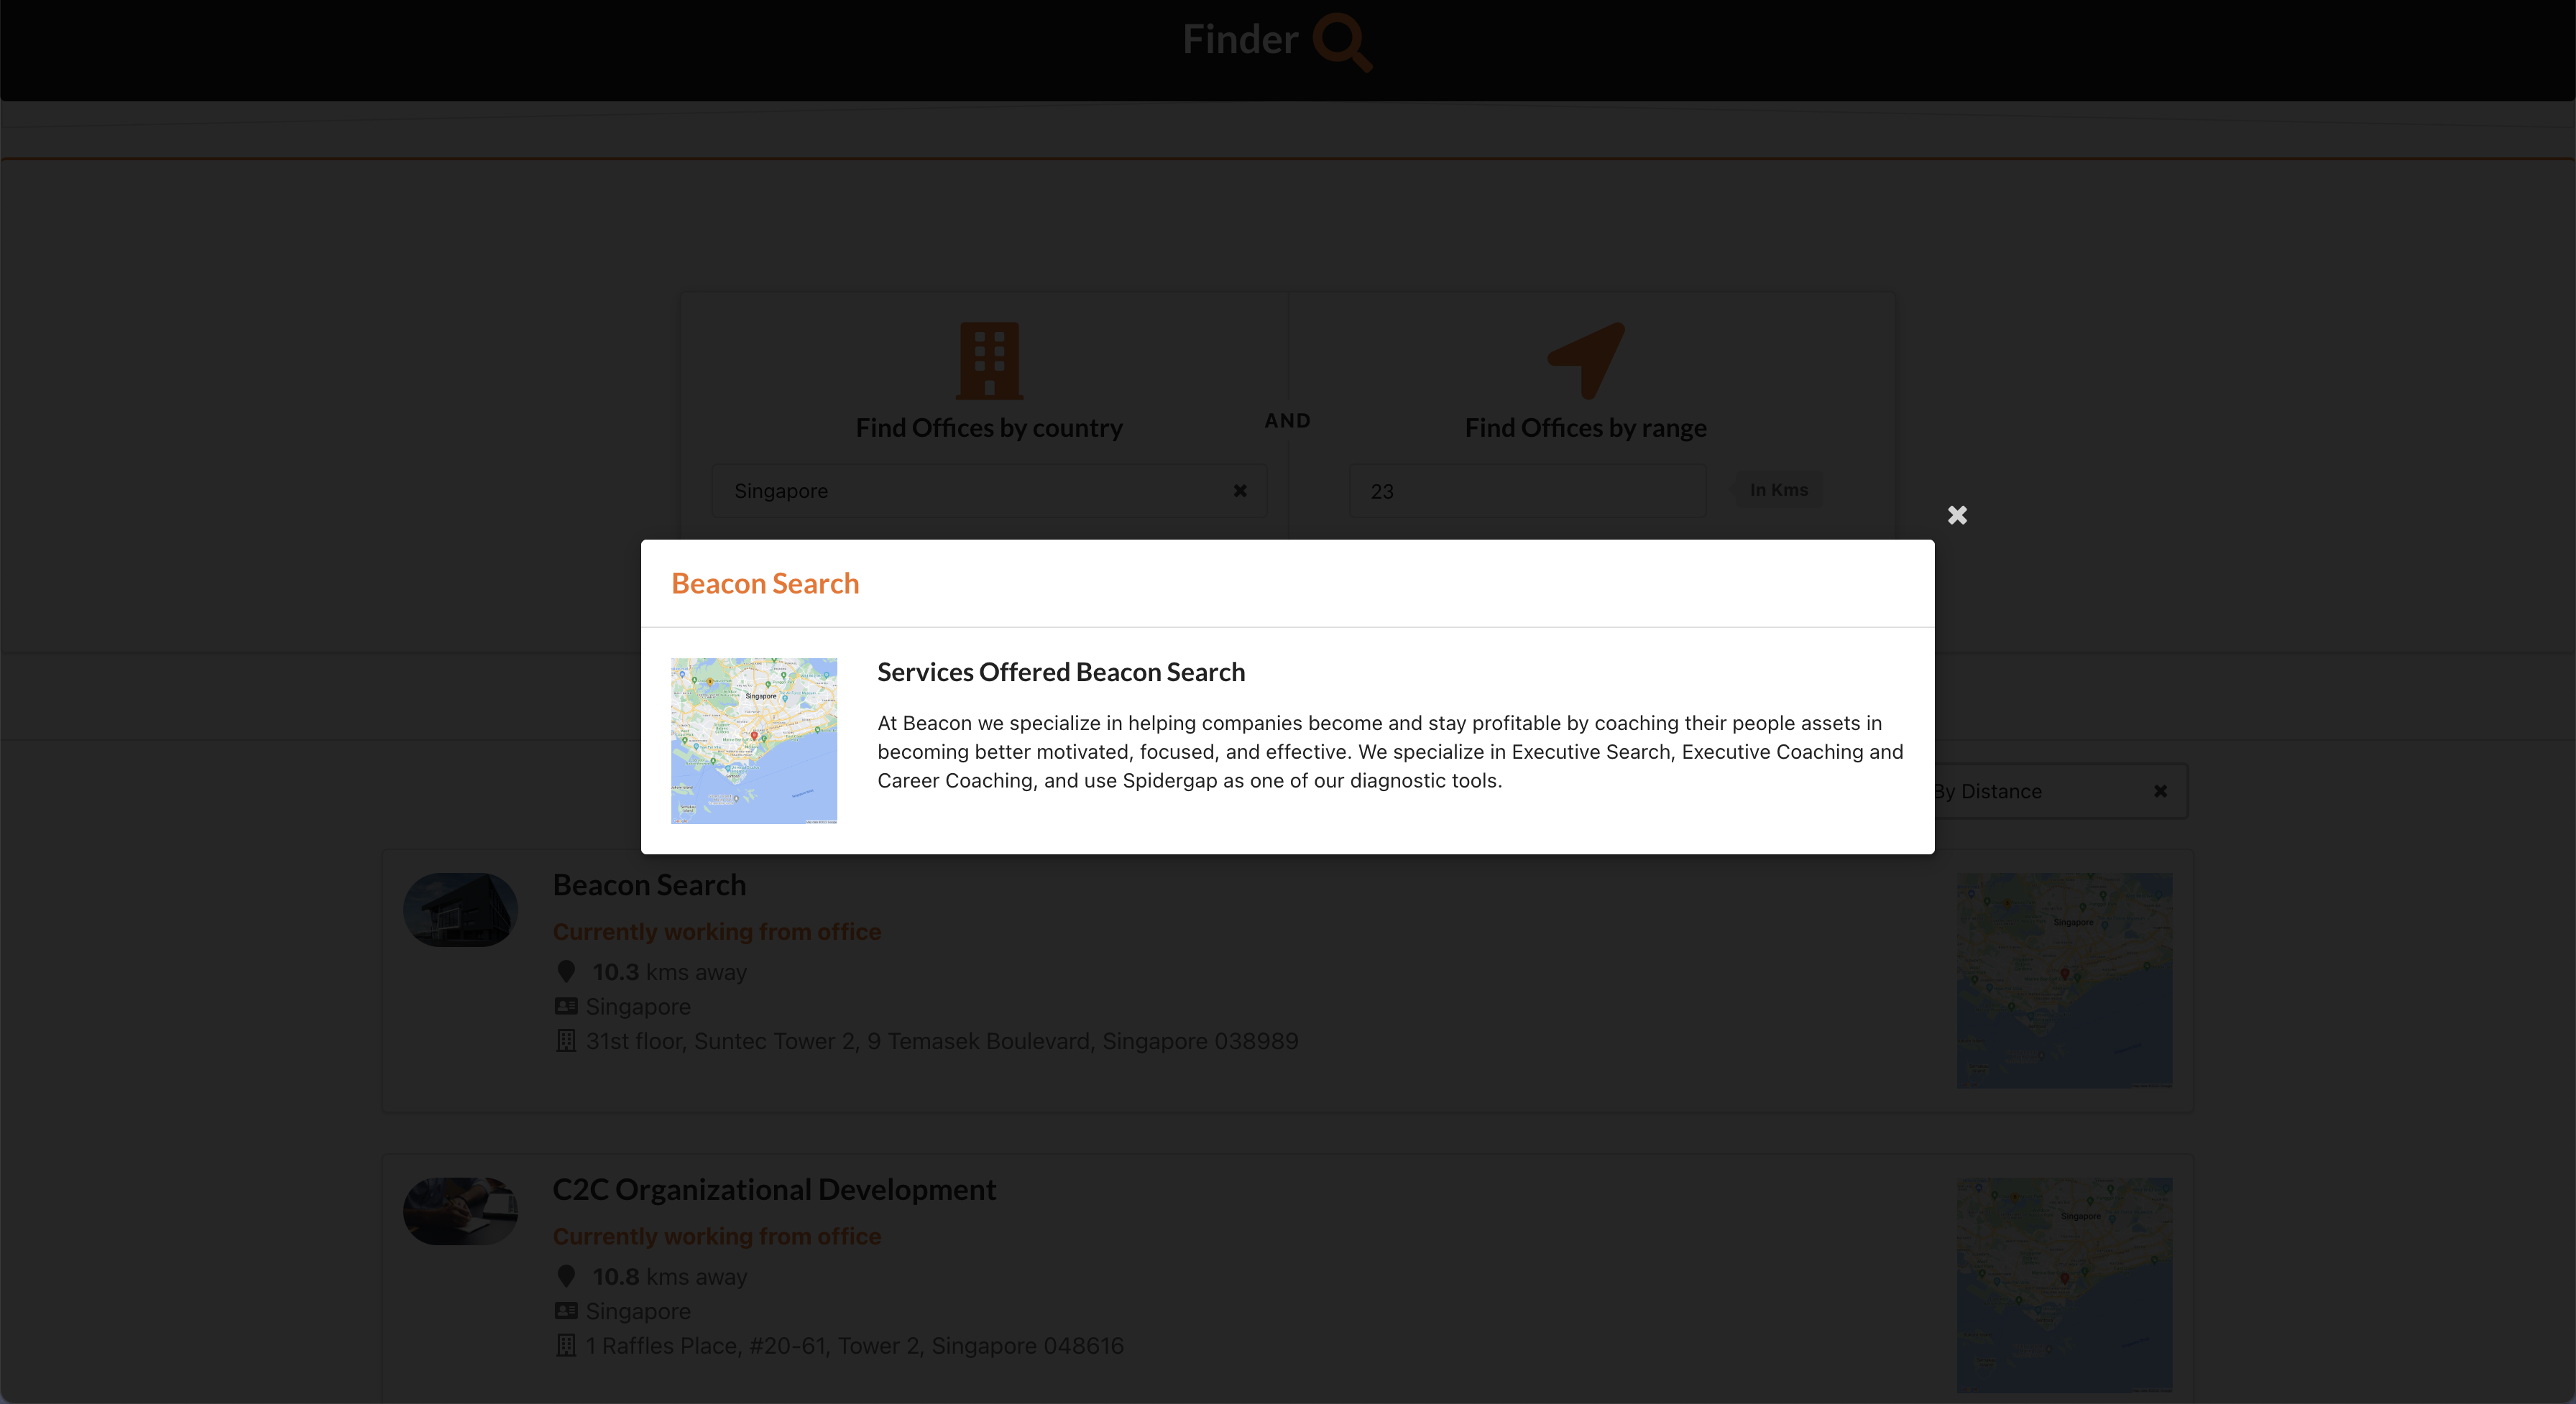 Finder
Find Offices by country
AND
Find Offices by range
Singapore
23
In Kms
Beacon Search
Services Offered Beacon Search
Singapore
At Beacon we specialize in helping companies become and stay profitable by coaching their people assets in
becoming better motivated, focused, and effective. We specialize in Executive Search, Executive Coaching and
Career Coaching, and use Spidergap as one of our diagnostic tools.
By Distance
Beacon Search
Currently working from office
10.3 kms away
Singapore
31st floor, Suntec Tower 2, 9 Temasek Boulevard, Singapore 038989
Singapore
C2C Organizational Development
Currently working from office
10.8 kms away
Singapore
1 Raffles Place, #20-61, Tower 2, Singapore 048616
Singapore